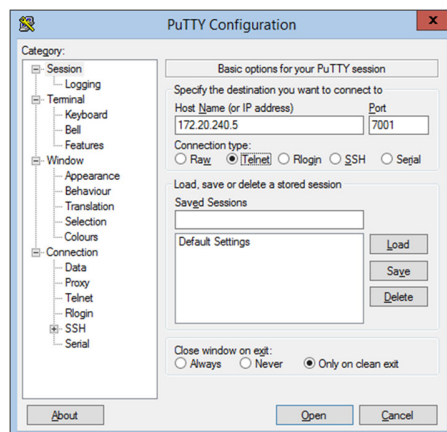 PuTTY Configuration
x
Category:
Session
Logging
Terminal
Keyboard
Bell
Features
Window
Appearance
Behaviour
Translation
Selection
Colours
Connection
Data
Proxy
Telnet
Rlogin
SSH
Serial
Basic options for your PuTTY session
Specify the destination you want to connect to
Host Name (or IP address) Port
172.20.240.5 7001
Connection type:
Raw Telnet Rlogin SSH Serial
Load, save or delete a stored session
Saved Sessions
Default Settings
Load
Save
Delete
Close window on exit:
Always Never Only on clean exit
About Open Cancel